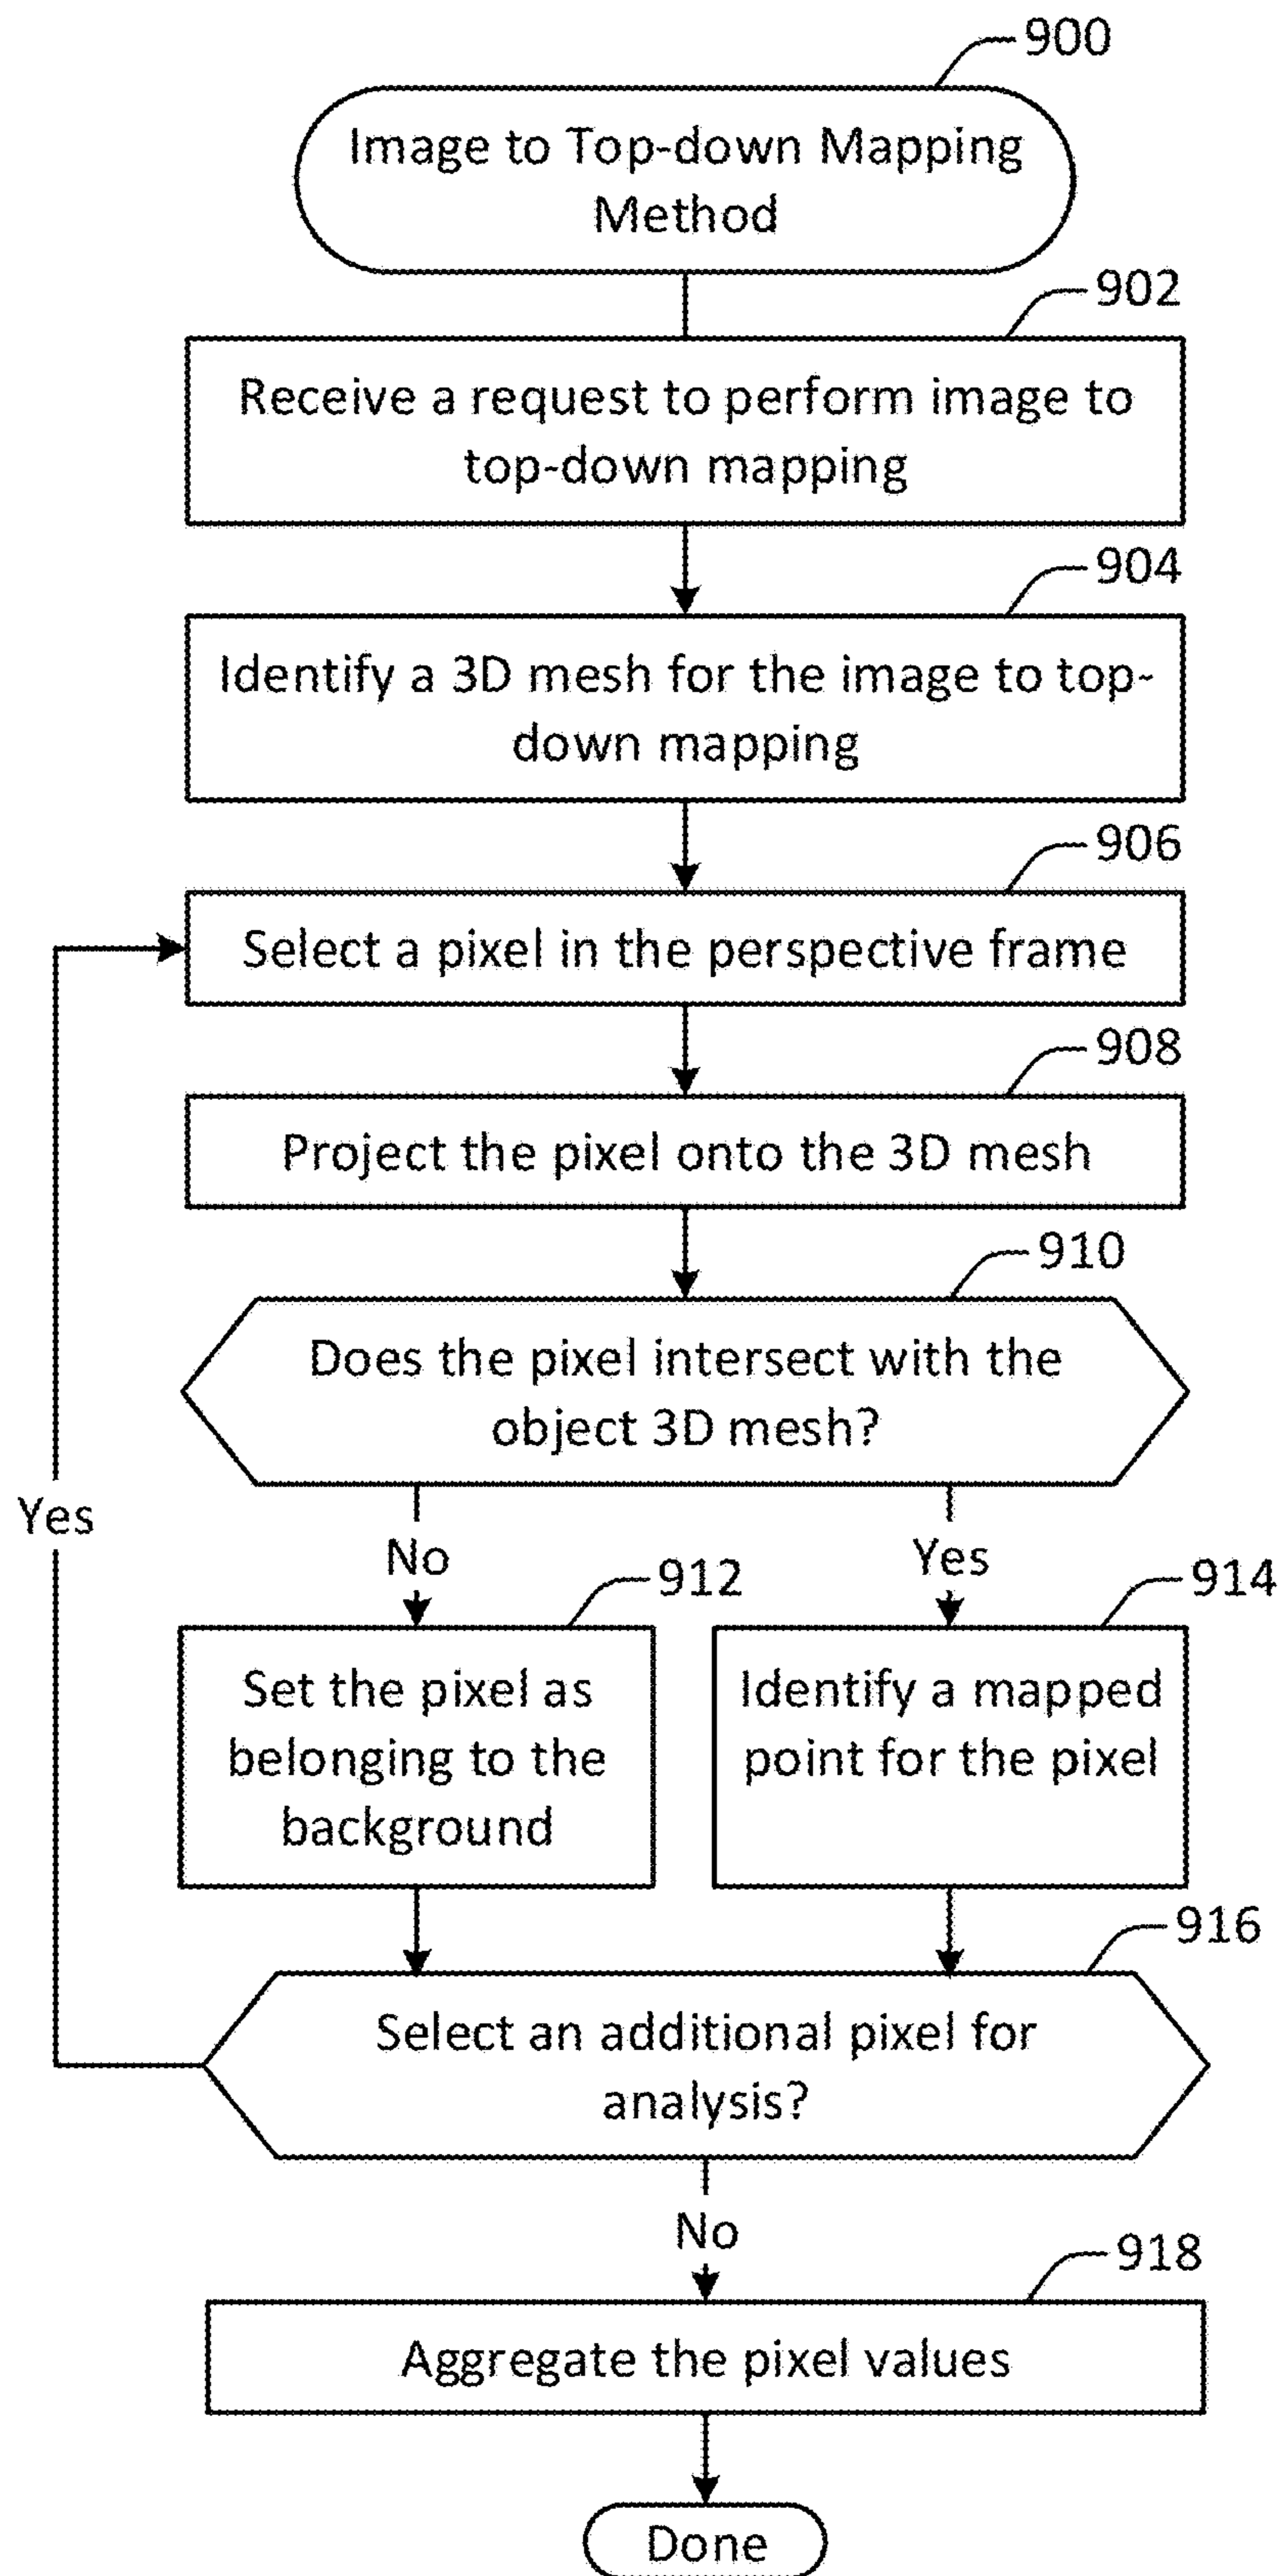 900
Image to Top-down Mapping
Method
902
Receive a request to perform image to
top-down mapping
904
Identify a 3D mesh for the image to top-
down mapping
906
Select a pixel in the perspective frame
908
Project the pixel onto the 3D mesh
910
Does the pixel intersect with the
object 3D mesh?
Yes
No
Yes
912
914
Set the pixel as
belonging to the
background
Identify a mapped
point for the pixel
916
Select an additional pixel for
analysis?
No
918
Aggregate the pixel values
Done